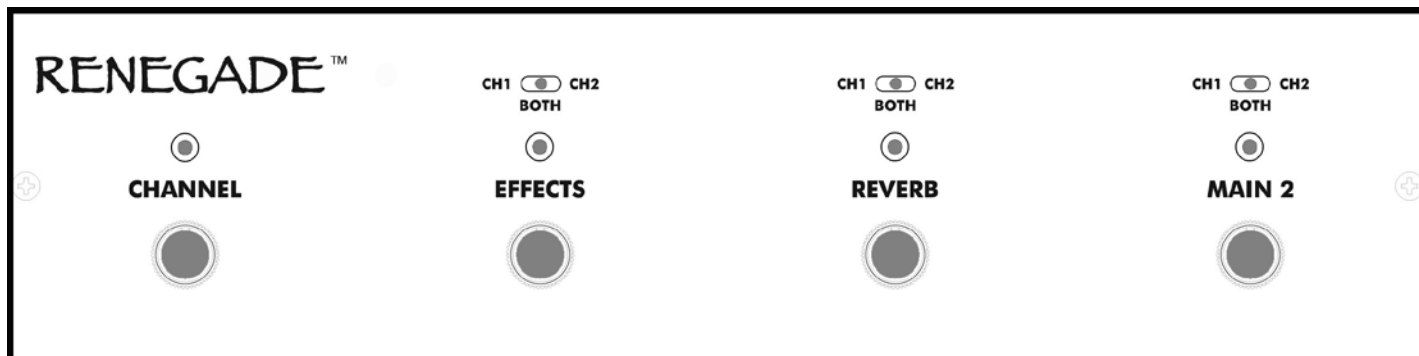 RENEGADE™
CH1 CH2
BOTH
CH1 CH2
BOTH
CH1 CH2
BOTH
CHANNEL
EFFECTS
REVERB
MAIN 2